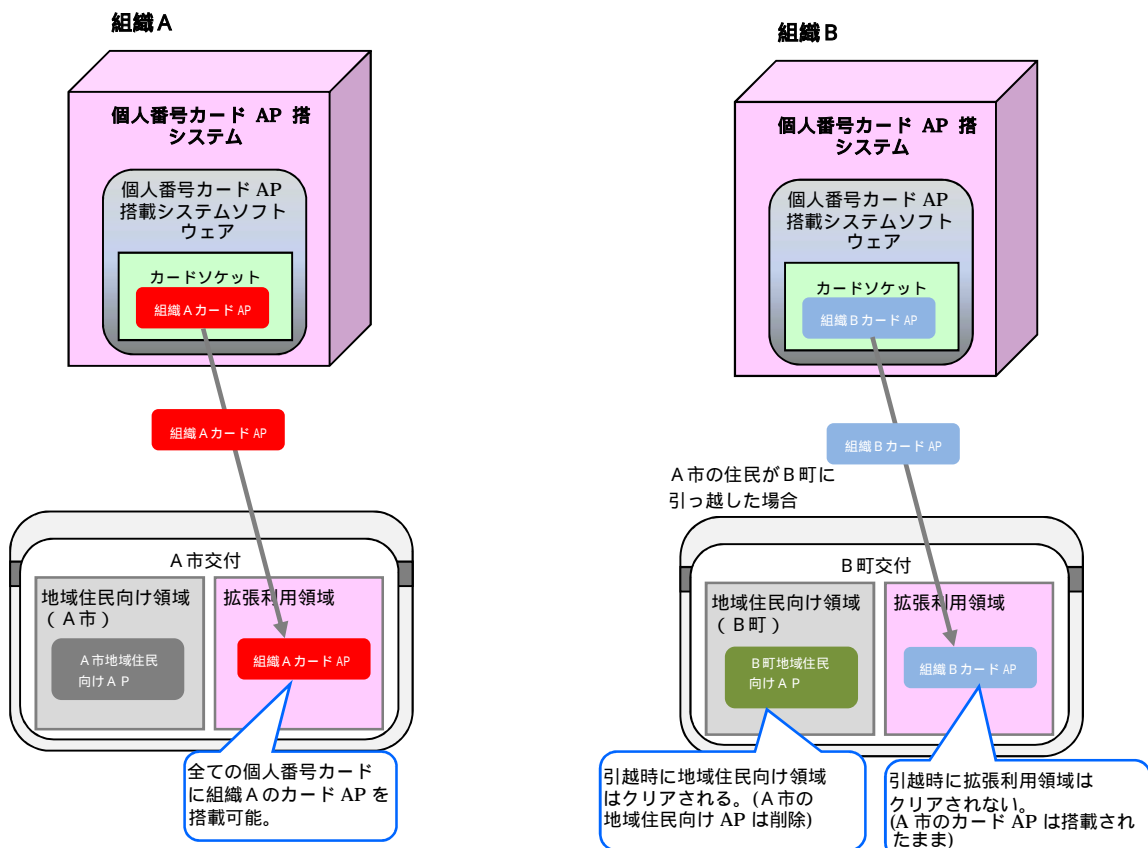 組織Ａ
個人番号カード AP 搭
システム
個人番号カード AP
搭載システムソフト
ウェア
カードソケット
組織Ａカード AP
組織Ａカード AP
Ａ市交付
地域住民向け領域
（Ａ市）
Ａ市地域住民
向けＡＰ
拡張利用領域
組織Ａカード AP
全ての個人番号カード
に組織Ａのカード AP を
搭載可能。
組織Ｂ
個人番号カード AP 搭
システム
個人番号カード AP
搭載システムソフト
ウェア
カードソケット
組織Ｂカード AP
組織Ｂカード AP
Ａ市の住民がＢ町に
引っ越した場合
Ｂ町交付
地域住民向け領域
（Ｂ町）
Ｂ町地域住民
向けＡＰ
拡張利用領域
組織Ｂカード AP
引越時に地域住民向け領域
はクリアされる。(Ａ市の
地域住民向け AP は削除)
引越時に拡張利用領域は
クリアされない。
(A 市のカード AP は搭載され
たまま)